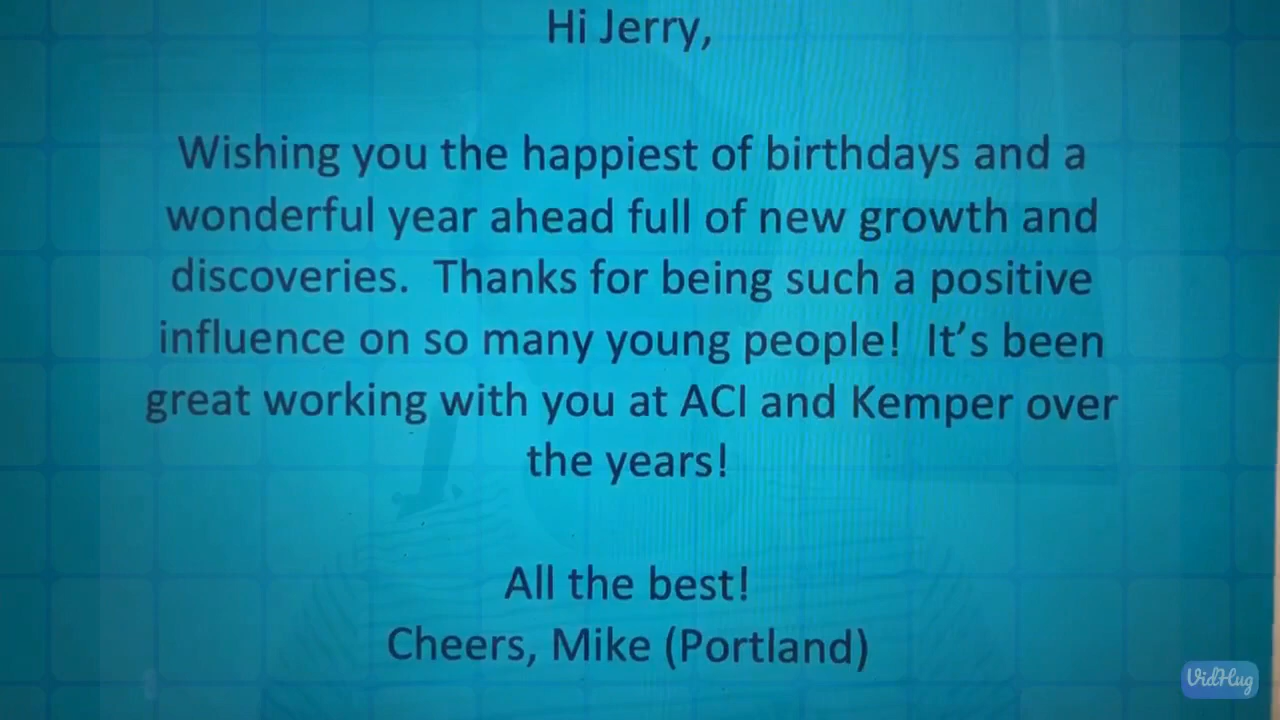 Hi Jerry,
Wishing you the happiest of birthdays and a
wonderful year ahead full of new growth and
discoveries.  Thanks for being such a positive
influence on so many young people!  It’s been
great working with you at ACI and Kemper over
the years!
All the best!
Cheers, Mike (Portland)
VidHug